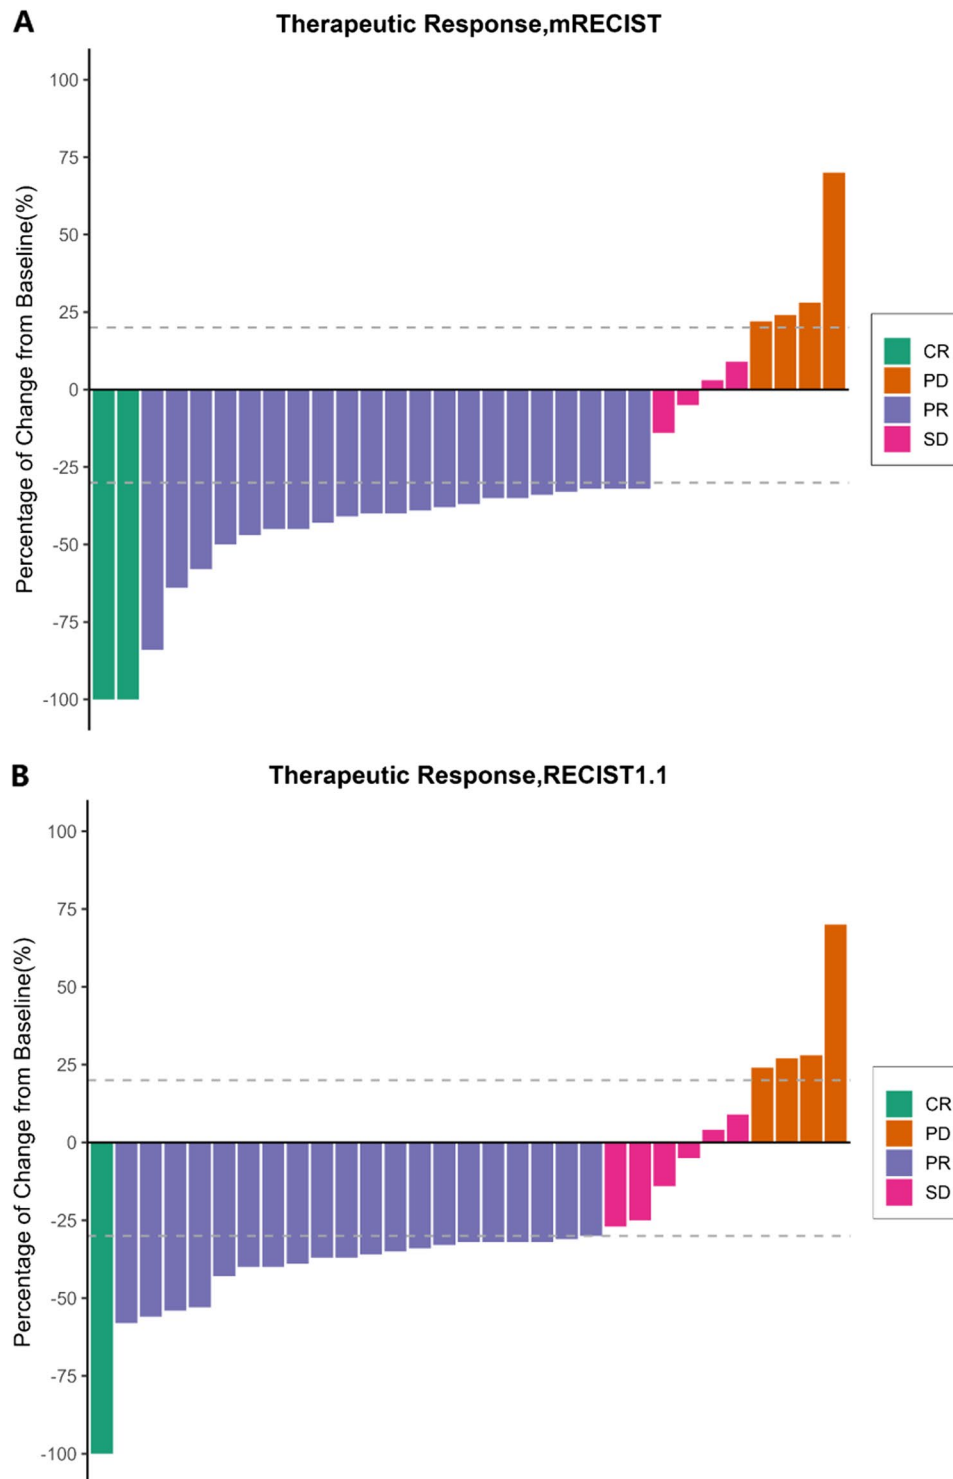 A
Therapeutic Response,mRECIST
Percentage of Change from Baseline(%)
100
75
50
25
0
-25
-50
-75
-100
CR
PD
PR
SD
B
Therapeutic Response,RECIST1.1
Percentage of Change from Baseline(%)
100
75
50
25
0
-25
-50
-75
-100
CR
PD
PR
SD